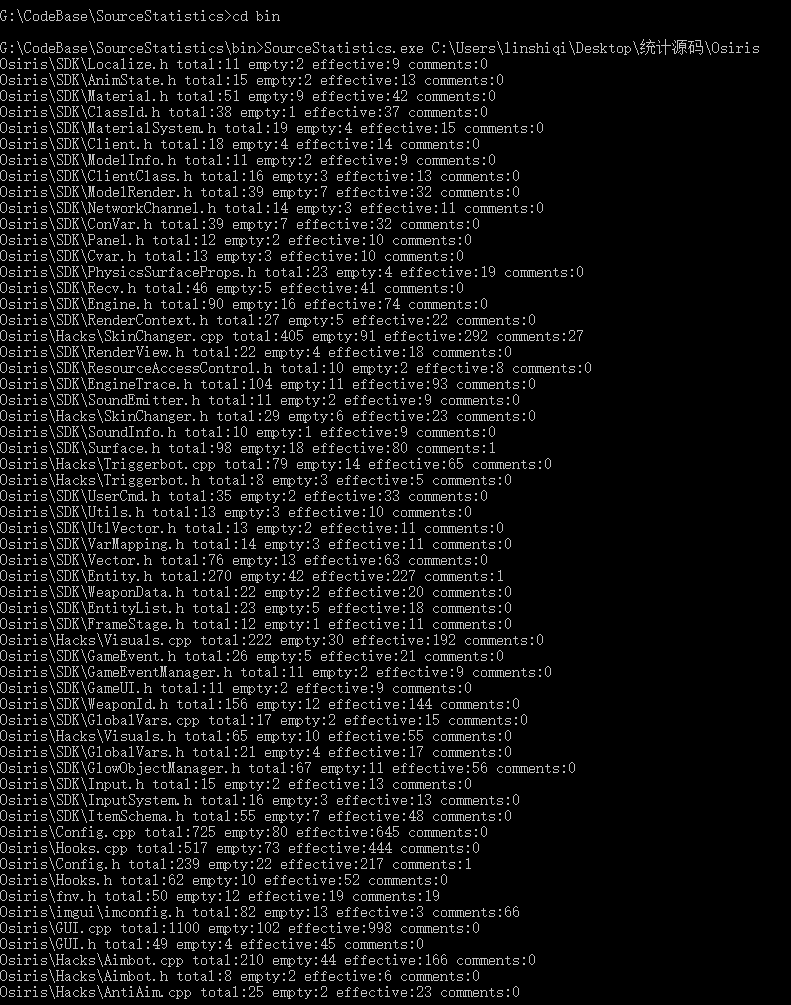 G:\CodeBase\SourceStatistics>cd bin
G:\CodeBase\SourceStatistics\bin>SourceStatistics.exe C:\Users\linshiqi\Desktop\统计源码\Osiris
Osiris\SDK\Localize.h total:11 empty:2 effective:9 comments:0
Osiris\SDK\AnimState.h total:15 empty:2 effective:13 comments:0
Osiris\SDK\Material.h total:51 empty:9 effective:42 comments:0
Osiris\SDK\ClassId.h total:38 empty:1 effective:37 comments:0
Osiris\SDK\MaterialSystem.h total:19 empty:4 effective:15 comments:0
Osiris\SDK\Client.h total:18 empty:4 effective:14 comments:0
Osiris\SDK\ModelInfo.h total:11 empty:2 effective:9 comments:0
Osiris\SDK\ClientClass.h total:16 empty:3 effective:13 comments:0
Osiris\SDK\ModelRender.h total:39 empty:7 effective:32 comments:0
Osiris\SDK\NetworkChannel.h total:14 empty:3 effective:11 comments:0
Osiris\SDK\ConVar.h total:39 empty:7 effective:32 comments:0
Osiris\SDK\Panel.h total:12 empty:2 effective:10 comments:0
Osiris\SDK\Cvar.h total:13 empty:3 effective:10 comments:0
Osiris\SDK\PhysicsSurfaceProps.h total:23 empty:4 effective:19 comments:0
Osiris\SDK\Recv.h total:46 empty:5 effective:41 comments:0
Osiris\SDK\Engine.h total:90 empty:16 effective:74 comments:0
Osiris\SDK\RenderContext.h total:27 empty:5 effective:22 comments:0
Osiris\Hacks\SkinChanger.cpp total:405 empty:91 effective:292 comments:27
Osiris\SDK\RenderView.h total:22 empty:4 effective:18 comments:0
Osiris\SDK\ResourceAccessControl.h total:10 empty:2 effective:8 comments:0
Osiris\SDK\EngineTrace.h total:104 empty:11 effective:93 comments:0
Osiris\SDK\SoundEmitter.h total:11 empty:2 effective:9 comments:0
Osiris\Hacks\SkinChanger.h total:29 empty:6 effective:23 comments:0
Osiris\SDK\SoundInfo.h total:10 empty:1 effective:9 comments:0
Osiris\SDK\Surface.h total:98 empty:18 effective:80 comments:1
Osiris\Hacks\Triggerbot.cpp total:79 empty:14 effective:65 comments:0
Osiris\Hacks\Triggerbot.h total:8 empty:3 effective:5 comments:0
Osiris\SDK\UserCmd.h total:35 empty:2 effective:33 comments:0
Osiris\SDK\Utils.h total:13 empty:3 effective:10 comments:0
Osiris\SDK\UtlVector.h total:13 empty:2 effective:11 comments:0
Osiris\SDK\VarMapping.h total:14 empty:3 effective:11 comments:0
Osiris\SDK\Vector.h total:76 empty:13 effective:63 comments:0
Osiris\SDK\Entity.h total:270 empty:42 effective:227 comments:1
Osiris\SDK\WeaponData.h total:22 empty:2 effective:20 comments:0
Osiris\SDK\EntityList.h total:23 empty:5 effective:18 comments:0
Osiris\SDK\FrameStage.h total:12 empty:1 effective:11 comments:0
Osiris\Hacks\Visuals.cpp total:222 empty:30 effective:192 comments:0
Osiris\SDK\GameEvent.h total:26 empty:5 effective:21 comments:0
Osiris\SDK\GameEventManager.h total:11 empty:2 effective:9 comments:0
Osiris\SDK\GameUI.h total:11 empty:2 effective:9 comments:0
Osiris\SDK\WeaponId.h total:156 empty:12 effective:144 comments:0
Osiris\SDK\GlobalVars.cpp total:17 empty:2 effective:15 comments:0
Osiris\Hacks\Visuals.h total:65 empty:10 effective:55 comments:0
Osiris\SDK\GlobalVars.h total:21 empty:4 effective:17 comments:0
Osiris\SDK\GlowObjectManager.h total:67 empty:11 effective:56 comments:0
Osiris\SDK\Input.h total:15 empty:2 effective:13 comments:0
Osiris\SDK\InputSystem.h total:16 empty:3 effective:13 comments:0
Osiris\SDK\ItemSchema.h total:55 empty:7 effective:48 comments:0
Osiris\Config.cpp total:725 empty:80 effective:645 comments:0
Osiris\Hooks.cpp total:517 empty:73 effective:444 comments:0
Osiris\Config.h total:239 empty:22 effective:217 comments:1
Osiris\Hooks.h total:62 empty:10 effective:52 comments:0
Osiris\fnv.h total:50 empty:12 effective:19 comments:19
Osiris\imgui\imconfig.h total:82 empty:13 effective:3 comments:66
Osiris\GUI.cpp total:1100 empty:102 effective:998 comments:0
Osiris\GUI.h total:49 empty:4 effective:45 comments:0
Osiris\Hacks\Aimbot.cpp total:210 empty:44 effective:166 comments:0
Osiris\Hacks\Aimbot.h total:8 empty:2 effective:6 comments:0
Osiris\Hacks\AntiAim.cpp total:25 empty:2 effective:23 comments:0